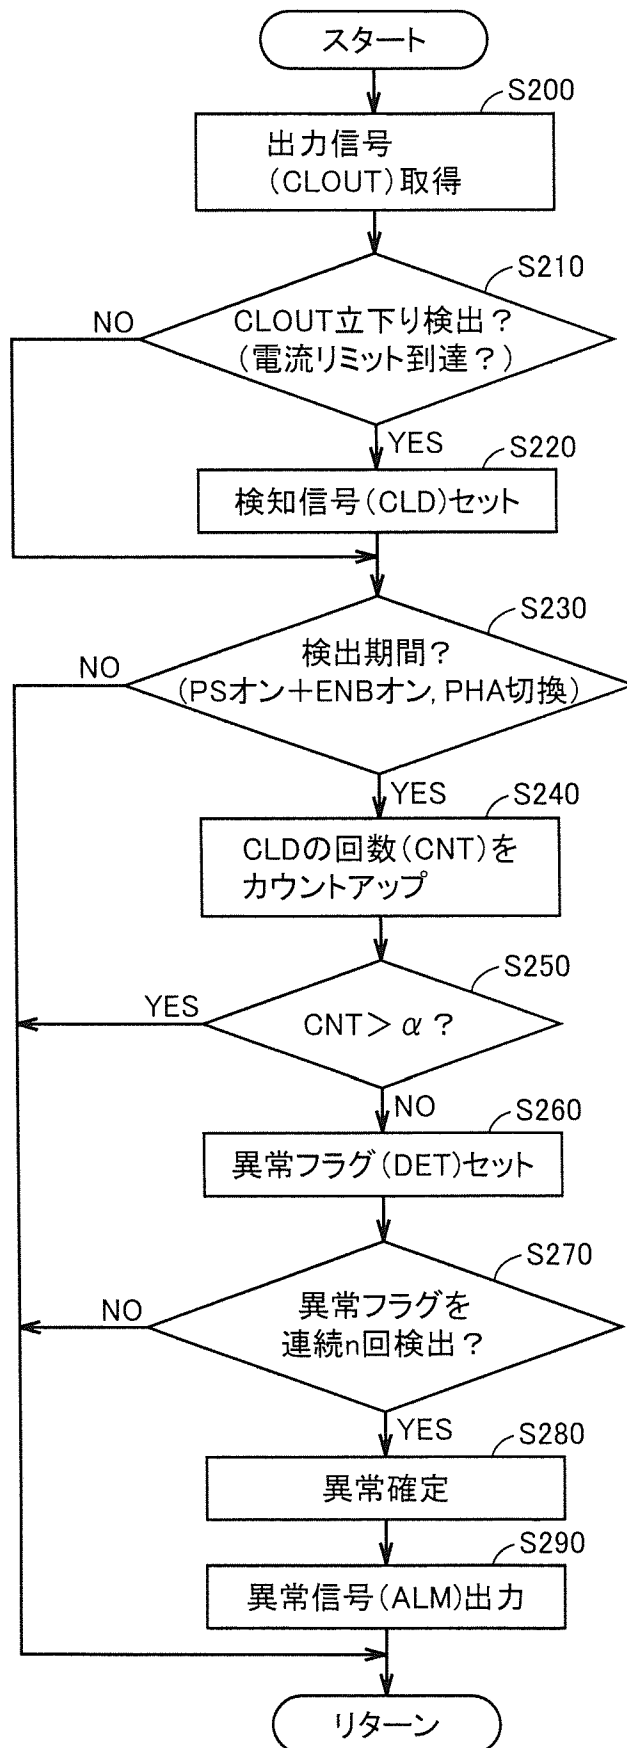 スタート
S200
出力信号
(CLOUT)取得
S210
NO
CLOUT立下り検出？
(電流リミット到達？)
YES
S220
検知信号(CLD)セット
S230
NO
検出期間？
(PSオン＋ENBオン, PHA切換)
YES
S240
CLDの回数(CNT)を
カウントアップ
S250
YES
CNT＞α？
NO
S260
異常フラグ(DET)セット
S270
NO
異常フラグを
連続n回検出？
YES
S280
異常確定
S290
異常信号(ALM)出力
リターン